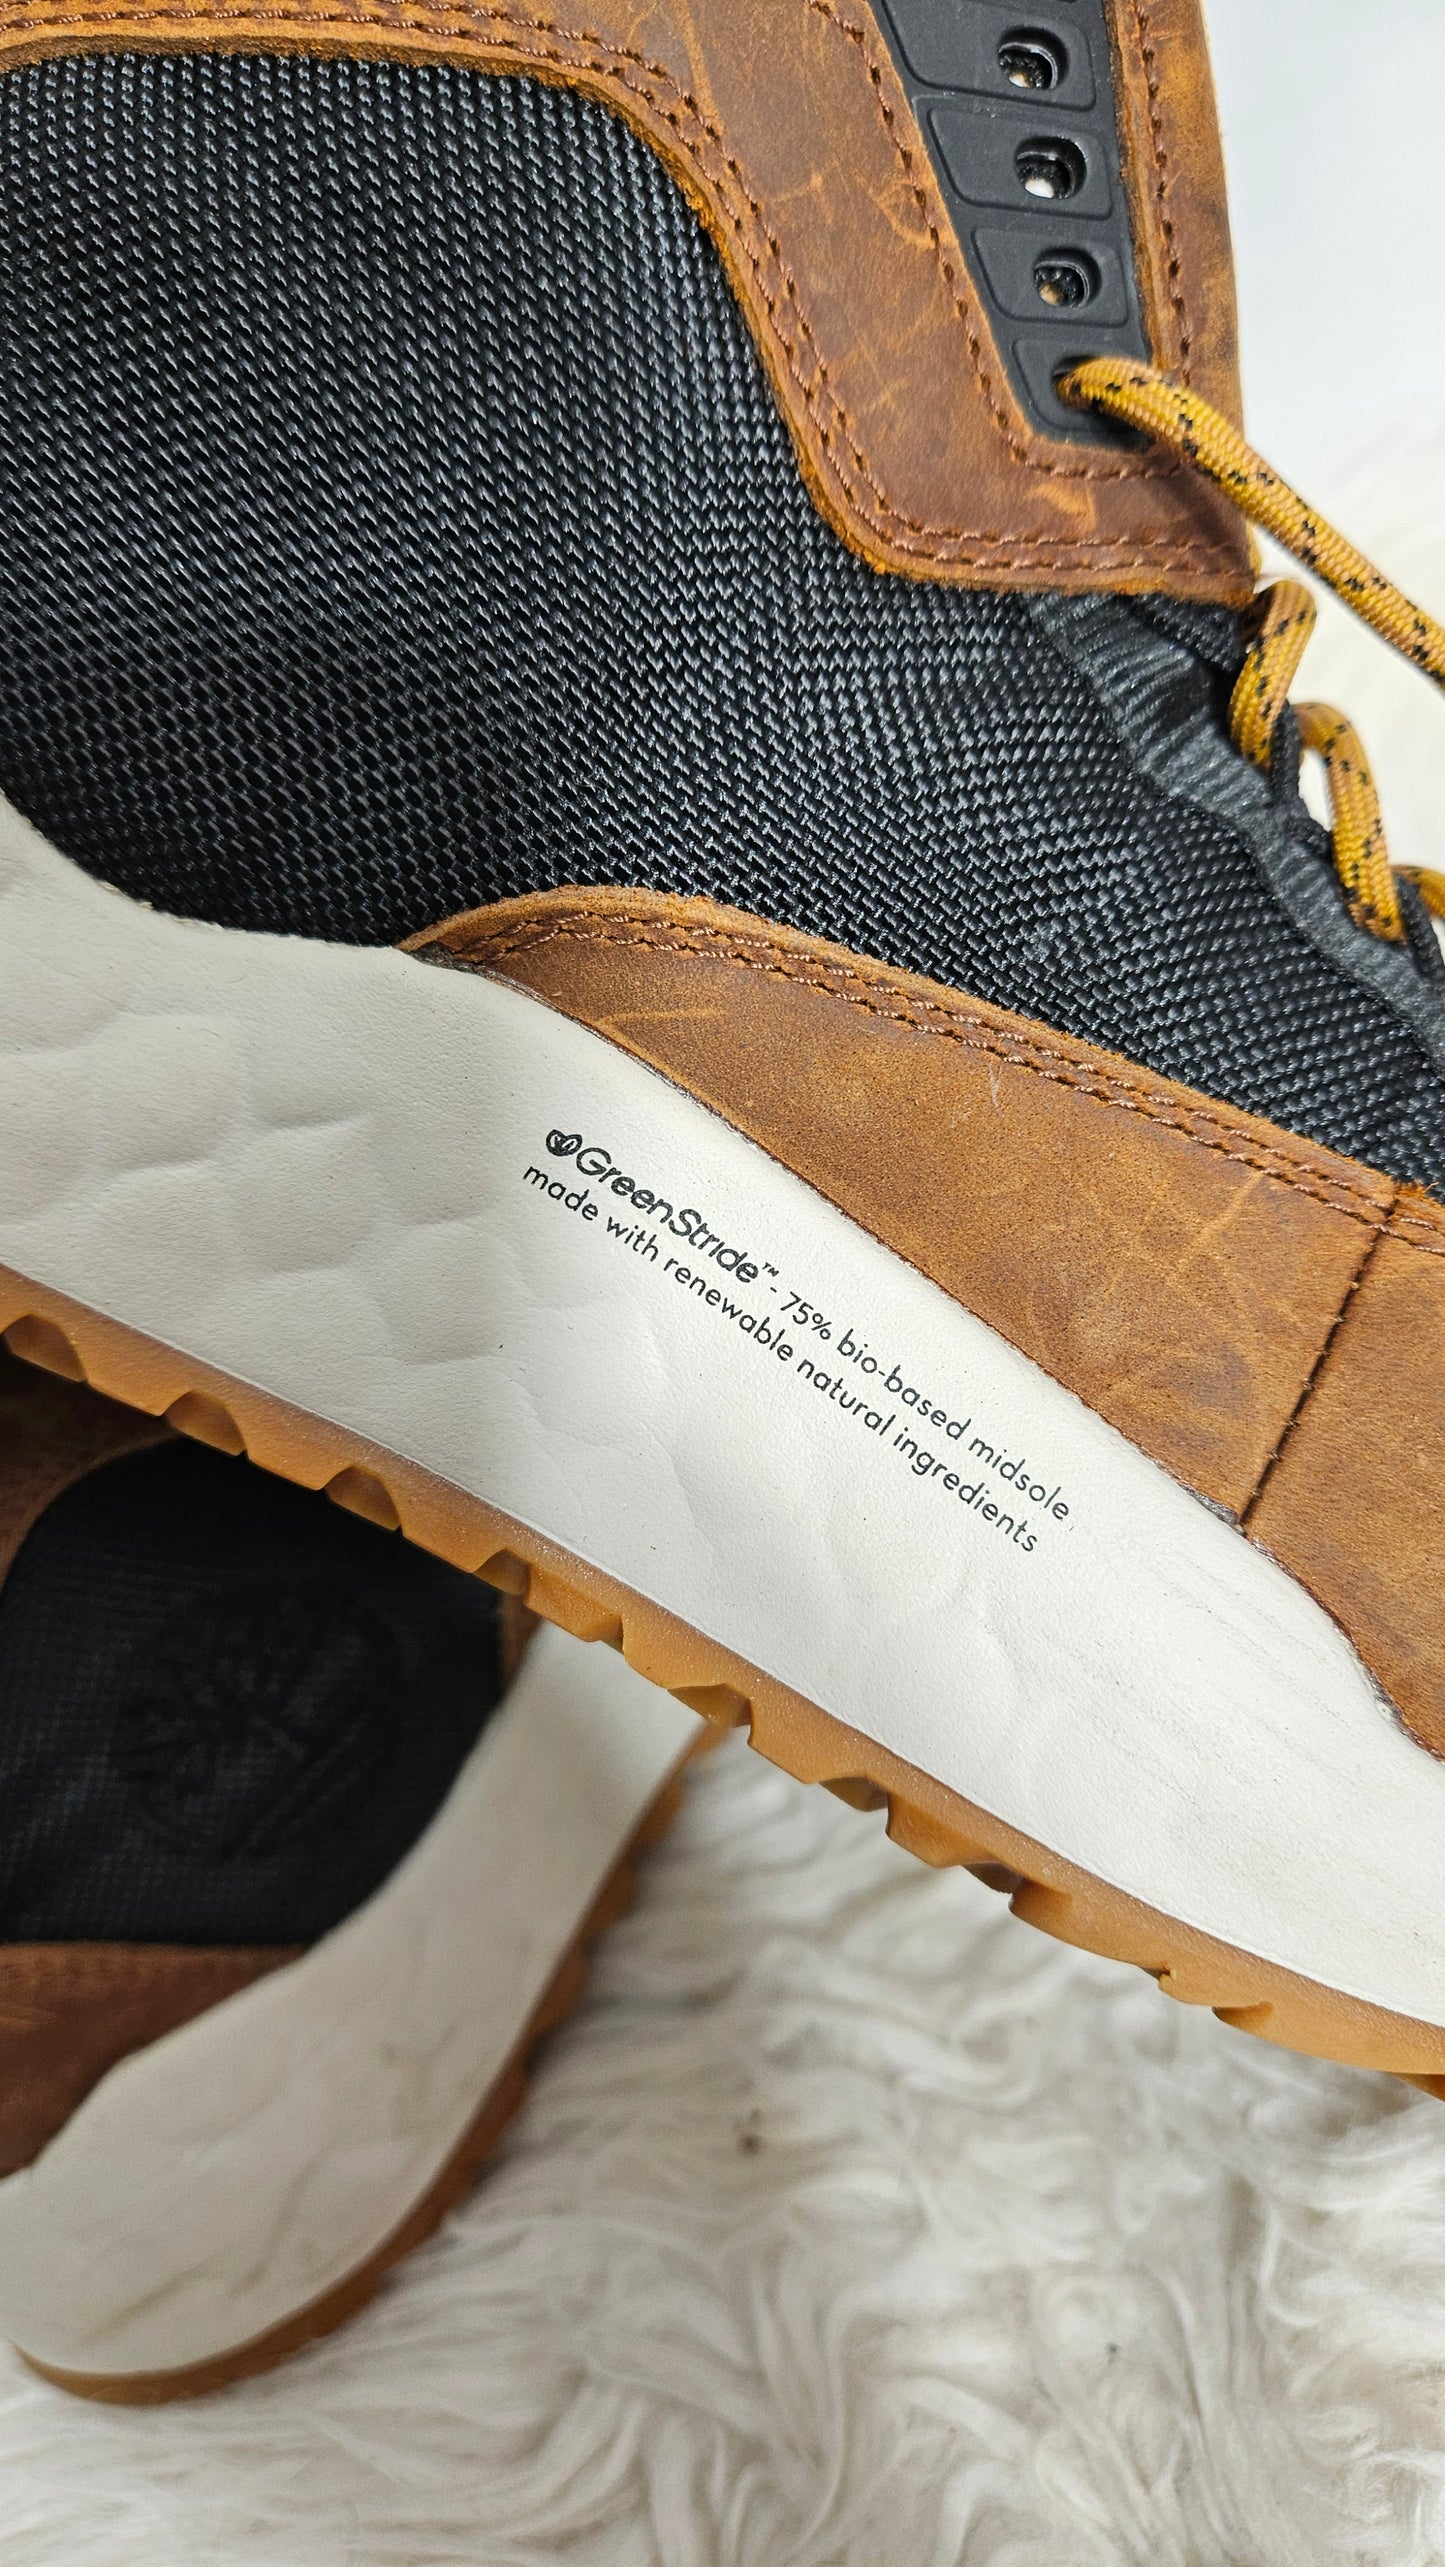 GreenStride™ - 75% bio-based midsole
made with renewable natural ingredients